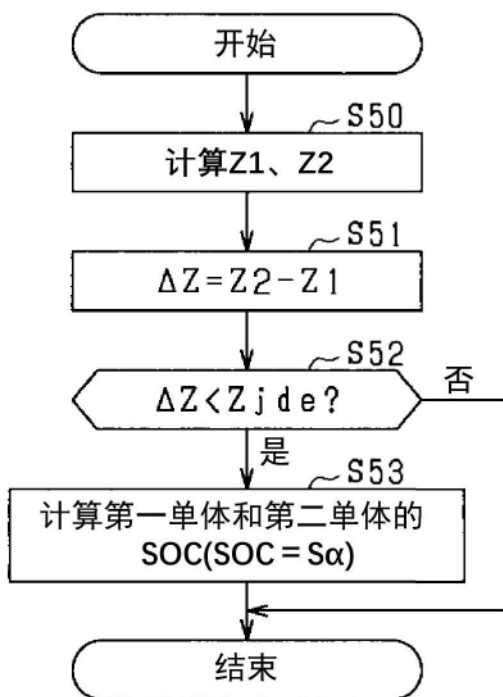 开始
S50
计算Z1、Z2
S51
ΔZ=Z2-Z1
S52
ΔZ<Zjde?
否
是
S53
计算第一单体和第二单体的
SOC(SOC=Sα)
结束